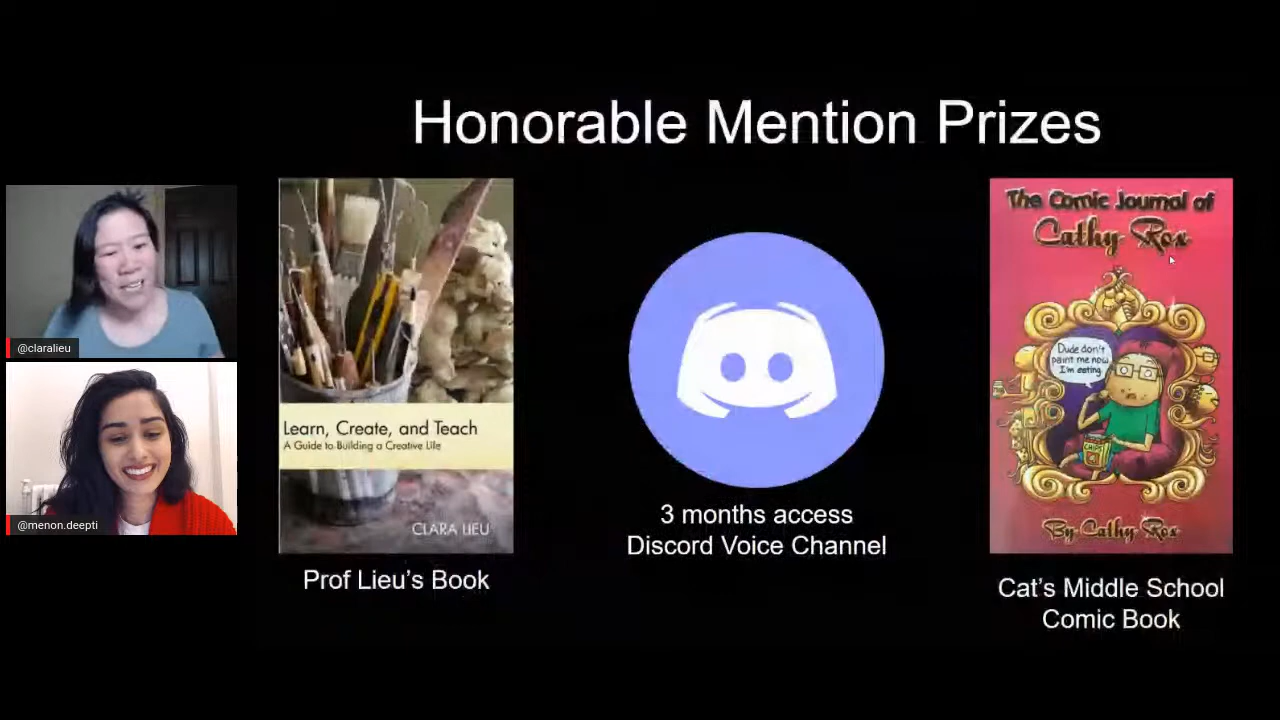 Honorable Mention Prizes
@claralieu
@menon.deepti
Learn, Create, and Teach
A Guide to Building a Creative Life
CLARA LIEU
Prof Lieu's Book
3 months access
Discord Voice Channel
The Comic Journal of
Cathy Rox
Dude don't
paint me now
I'm eating
By Cathy Rox
Cat's Middle School
Comic Book